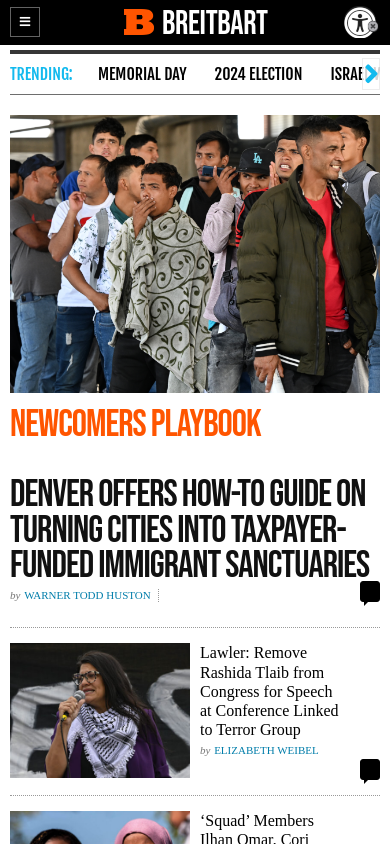 BREITBART
TRENDING: MEMORIAL DAY 2024 ELECTION ISRAE
NEWCOMERS PLAYBOOK
DENVER OFFERS HOW-TO GUIDE ON
TURNING CITIES INTO TAXPAYER-
FUNDED IMMIGRANT SANCTUARIES
by WARNER TODD HUSTON
Lawler: Remove
Rashida Tlaib from
Congress for Speech
at Conference Linked
to Terror Group
by ELIZABETH WEIBEL
‘Squad’ Members
Ilhan Omar, Cori